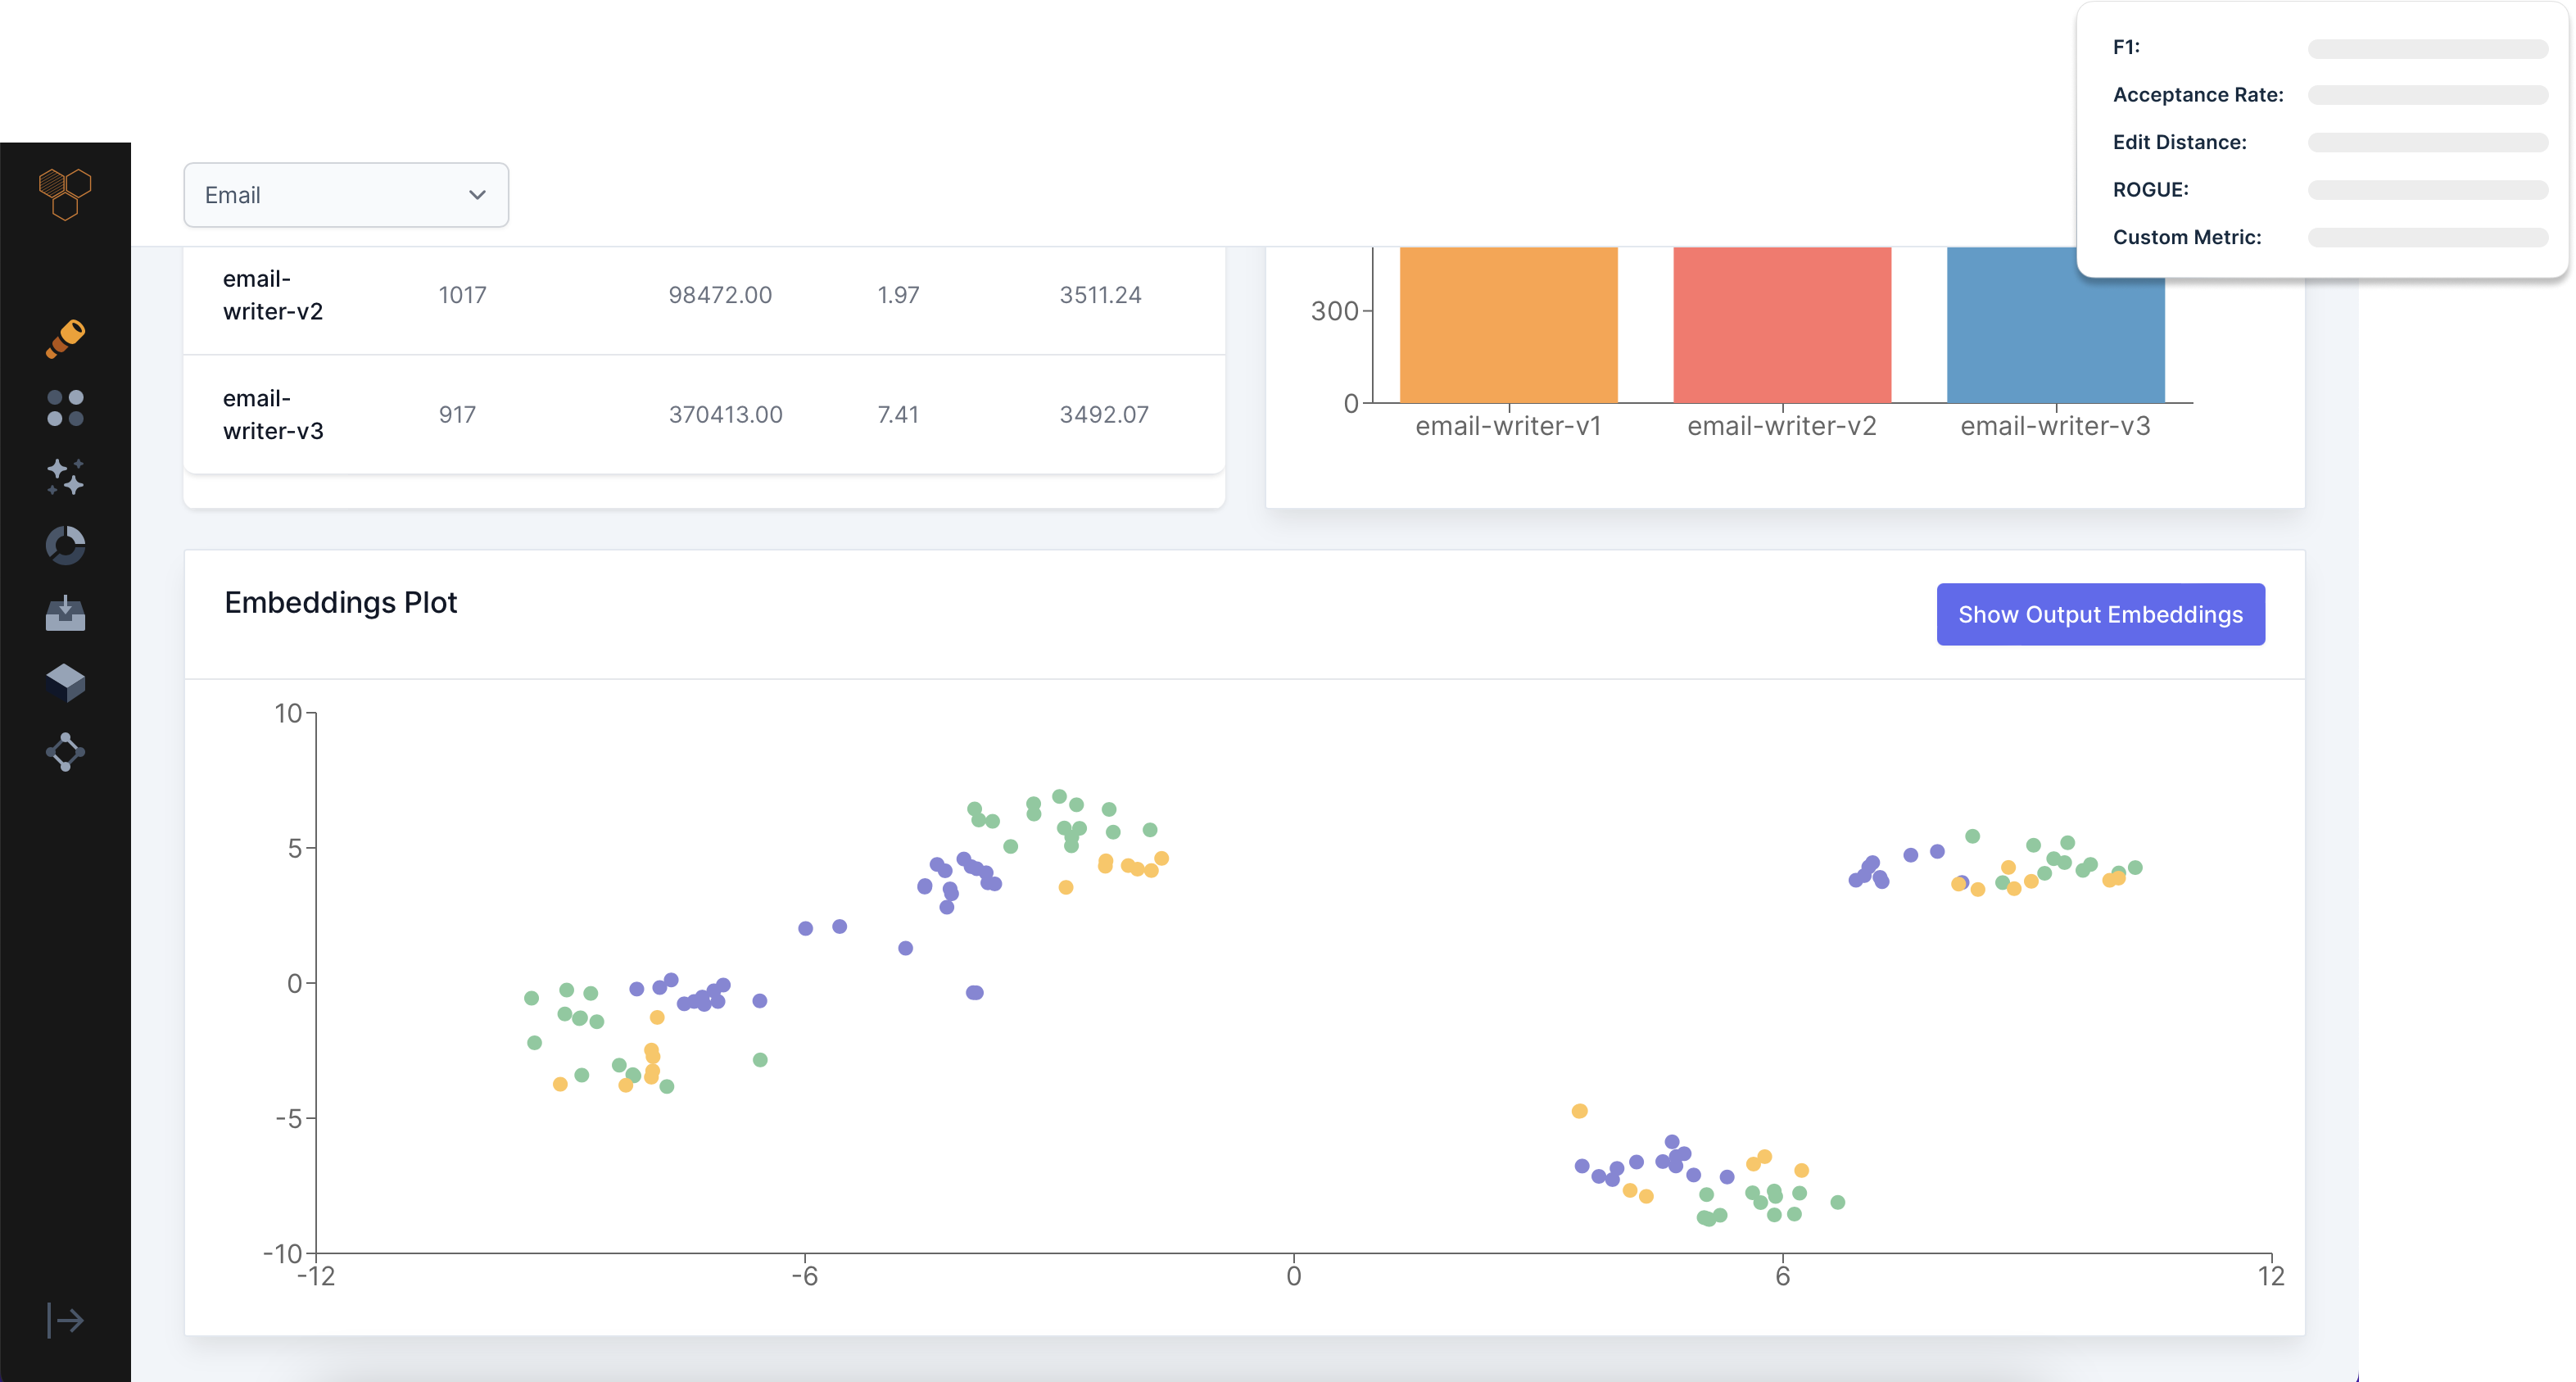 F1:
Acceptance Rate:
Edit Distance:
ROGUE:
Custom Metric:
Email
email-writer-v2 1017 98472.00 1.97 3511.24
email-writer-v3 917 370413.00 7.41 3492.07
300
0
email-writer-v1 email-writer-v2 email-writer-v3
Embeddings Plot
Show Output Embeddings
10
5
0
-5
-10
-12 -6 0 6 12